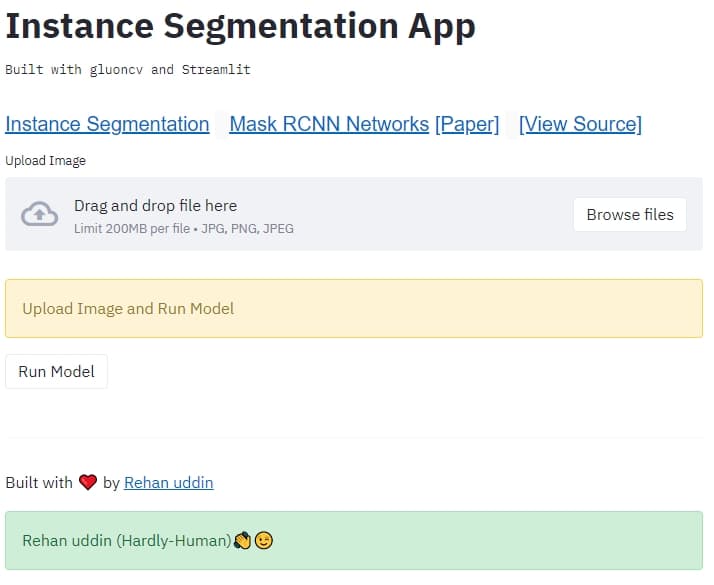 Instance Segmentation App
Built with gluoncv and Streamlit
Instance Segmentation Mask RCNN Networks [Paper] [View Source]
Upload Image
Drag and drop file here
Limit 200MB per file • JPG, PNG, JPEG
Browse files
Upload Image and Run Model
Run Model
Built with ❤️ by Rehan uddin
Rehan uddin (Hardly-Human)👏😉